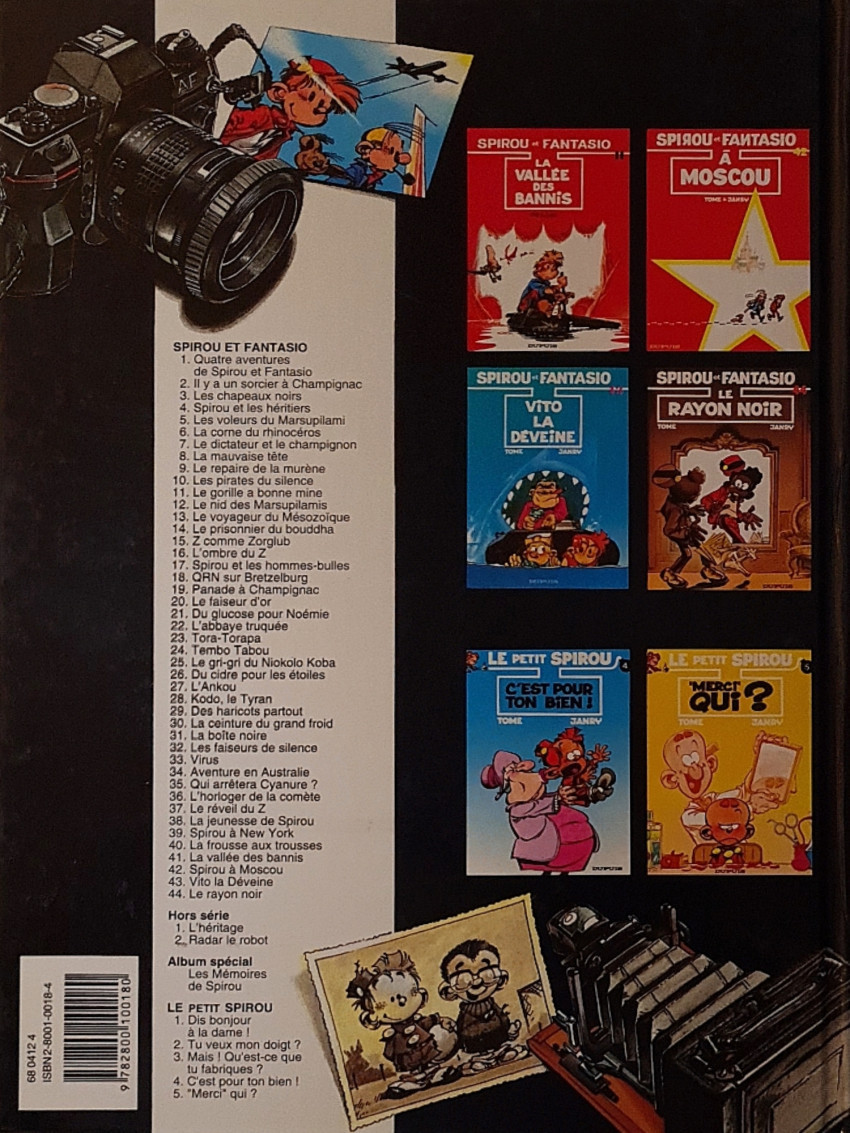 AF
SPIROU ET FANTASIO
1. Quatre aventures
de Spirou et Fantasio
2. Il y a un sorcier à Champignac
3. Les chapeaux noirs
4. Spirou et les héritiers
5. Les voleurs du Marsupilami
6. La corne du rhinocéros
7. Le dictateur et le champignon
8. La mauvaise tête
9. Le repaire de la murène
10. Les pirates du silence
11. Le gorille a bonne mine
12. Le nid des Marsupilamis
13. Le voyageur du Mésozoïque
14. Le prisonnier du bouddha
15. Z comme Zorglub
16. L'ombre du Z
17. Spirou et les hommes-bulles
18. QRN sur Bretzelburg
19. Panade à Champignac
20. Le faiseur d'or
21. Du glucose pour Noémie
22. L'abbaye truquée
23. Tora-Torapa
24. Tembo Tabou
25. Le gri-gri du Niokolo Koba
26. Du cidre pour les étoiles
27. L'Ankou
28. Kodo, le Tyran
29. Des haricots partout
30. La ceinture du grand froid
31. La boîte noire
32. Les faiseurs de silence
33. Virus
34. Aventure en Australie
35. Qui arrêtera Cyanure ?
36. L'horloger de la comète
37. Le réveil du Z
38. La jeunesse de Spirou
39. Spirou à New York
40. La frousse aux trousses
41. La vallée des bannis
42. Spirou à Moscou
43. Vito la Déveine
44. Le rayon noir
Hors série
1. L'héritage
2. Radar le robot
Album spécial
Les Mémoires
de Spirou
LE PETIT SPIROU
1. Dis bonjour
à la dame !
2. Tu veux mon doigt ?
3. Mais ! Qu'est-ce que
tu fabriques ?
4. C'est pour ton bien !
5. "Merci" qui ?
SPIROU et FANTASIO
LA
VALLÉE
DES
BANNIS
DUPUIS
SPIROU et FANTASIO
42
À
MOSCOU
TOME & JANRY
DUPUIS
SPIROU et FANTASIO
VITO
LA
DÉVEINE
TOME JANRY
DUPUIS
SPIROU et FANTASIO
44
LE
RAYON NOIR
TOME JANRY
DUPUIS
LE PETIT SPIROU
4
C'EST POUR
TON BIEN !
TOME JANRY
DUPUIS
LE PETIT SPIROU
5
"MERCI"
QUI ?
TOME JANRY
DUPUIS
68 0412 4
ISBN 2-8001-0018-4
9 782800 100180